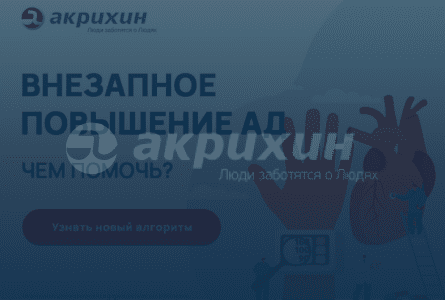 акрихин
Люди заботятся о Людях
ВНЕЗАПНОЕ
ПОВЫШЕНИЕ АД
акрихин
Люди заботятся о Людях
ЧЕМ ПОМОЧЬ?
Узнать новый алгоритм